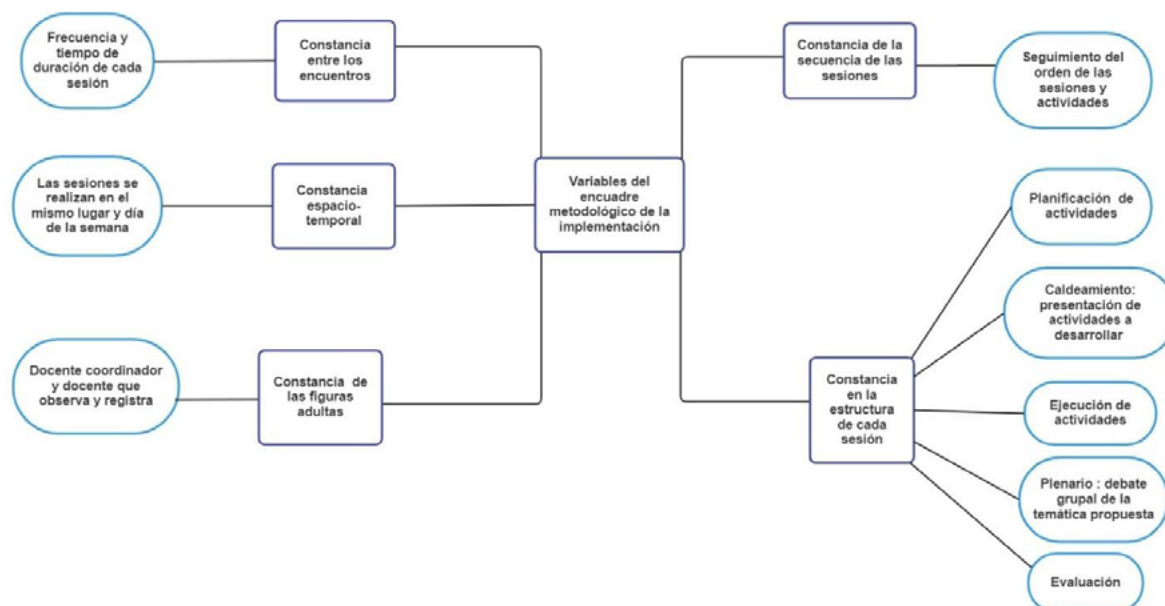 Frecuencia y
tiempo de
duración de cada
sesión
Constancia
entre los
encuentros
Las sesiones se
realizan en el
mismo lugar y día
de la semana
Constancia
espacio-
temporal
Docente coordinador
y docente que
observa y registra
Constancia de
las figuras
adultas
Variables del
encuadre
metodológico de la
implementación
Constancia de la
secuencia de las
sesiones
Seguimiento del
orden de las
sesiones y
actividades
Constancia
en la
estructura
de cada
sesión
Planificación de
actividades
Caldeamiento:
presentación de
actividades a
desarrollar
Ejecución de
actividades
Plenario : debate
grupal de la
temática propuesta
Evaluación